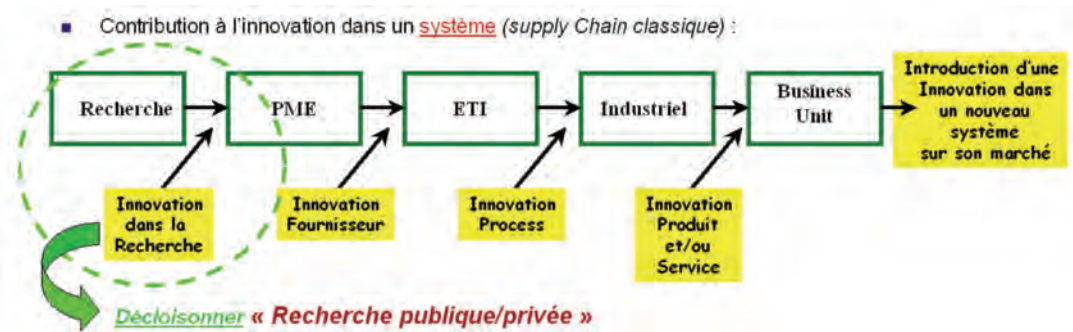 Contribution à l'innovation dans un système (supply Chain classique) :
Recherche
PME
ETI
Industriel
Business
Unit
Introduction d'une
Innovation dans
un nouveau
système
sur son marché
Innovation
dans la
Recherche
Innovation
Fournisseur
Innovation
Process
Innovation
Produit
et/ou
Service
Décloisonner « Recherche publique/privée »